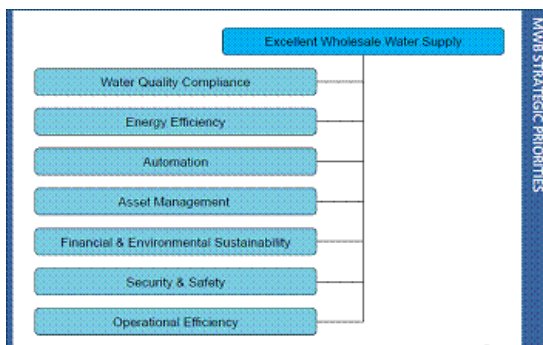 Excellent Wholesale Water Supply
Water Quality Compliance
Energy Efficiency
Automation
Asset Management
Financial & Environmental Sustainability
Security & Safety
Operational Efficiency
MWB STRATEGIC PRIORITIES